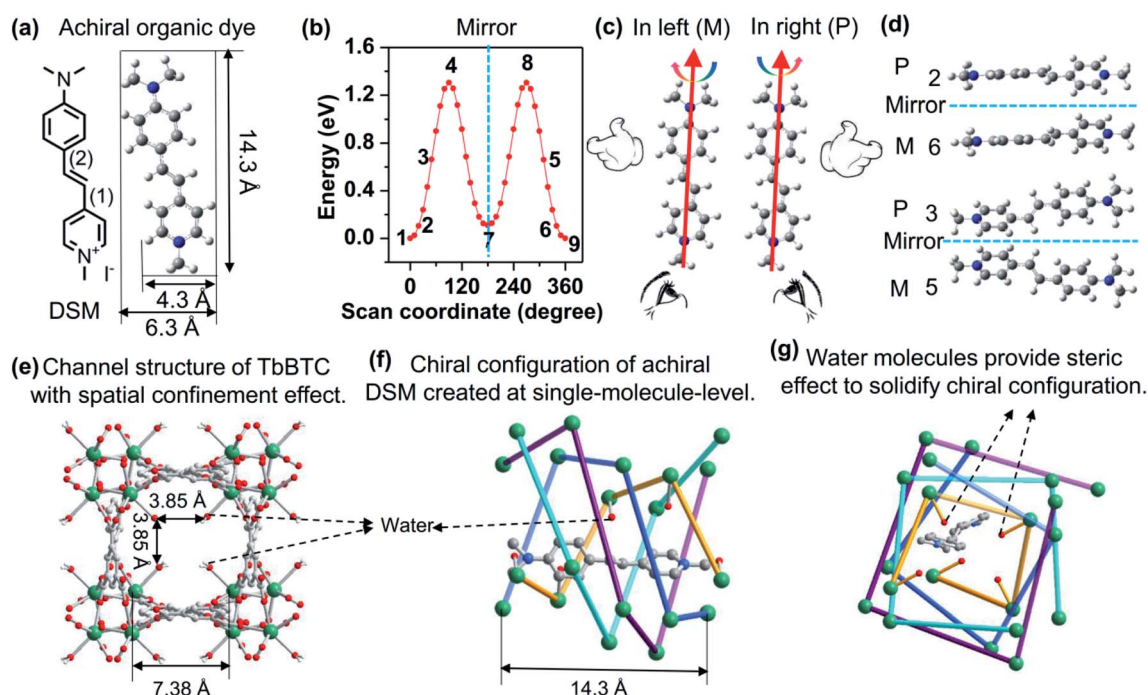 (a) Achiral organic dye
N
(2)
(1)
N+
I-
DSM
14.3 Å
4.3 Å
6.3 Å
(b) Mirror
Energy (eV)
1.6
1.2
0.8
0.4
0.0
1
2
3
4
5
6
7
8
9
0 120 240 360
Scan coordinate (degree)
(c) In left (M) In right (P)
(d)
P 2
Mirror
M 6
P 3
Mirror
M 5
(e) Channel structure of TbBTC
with spatial confinement effect.
3.85 Å
3.85 Å
7.38 Å
Water
(f) Chiral configuration of achiral
DSM created at single-molecule-level.
14.3 Å
(g) Water molecules provide steric
effect to solidify chiral configuration.